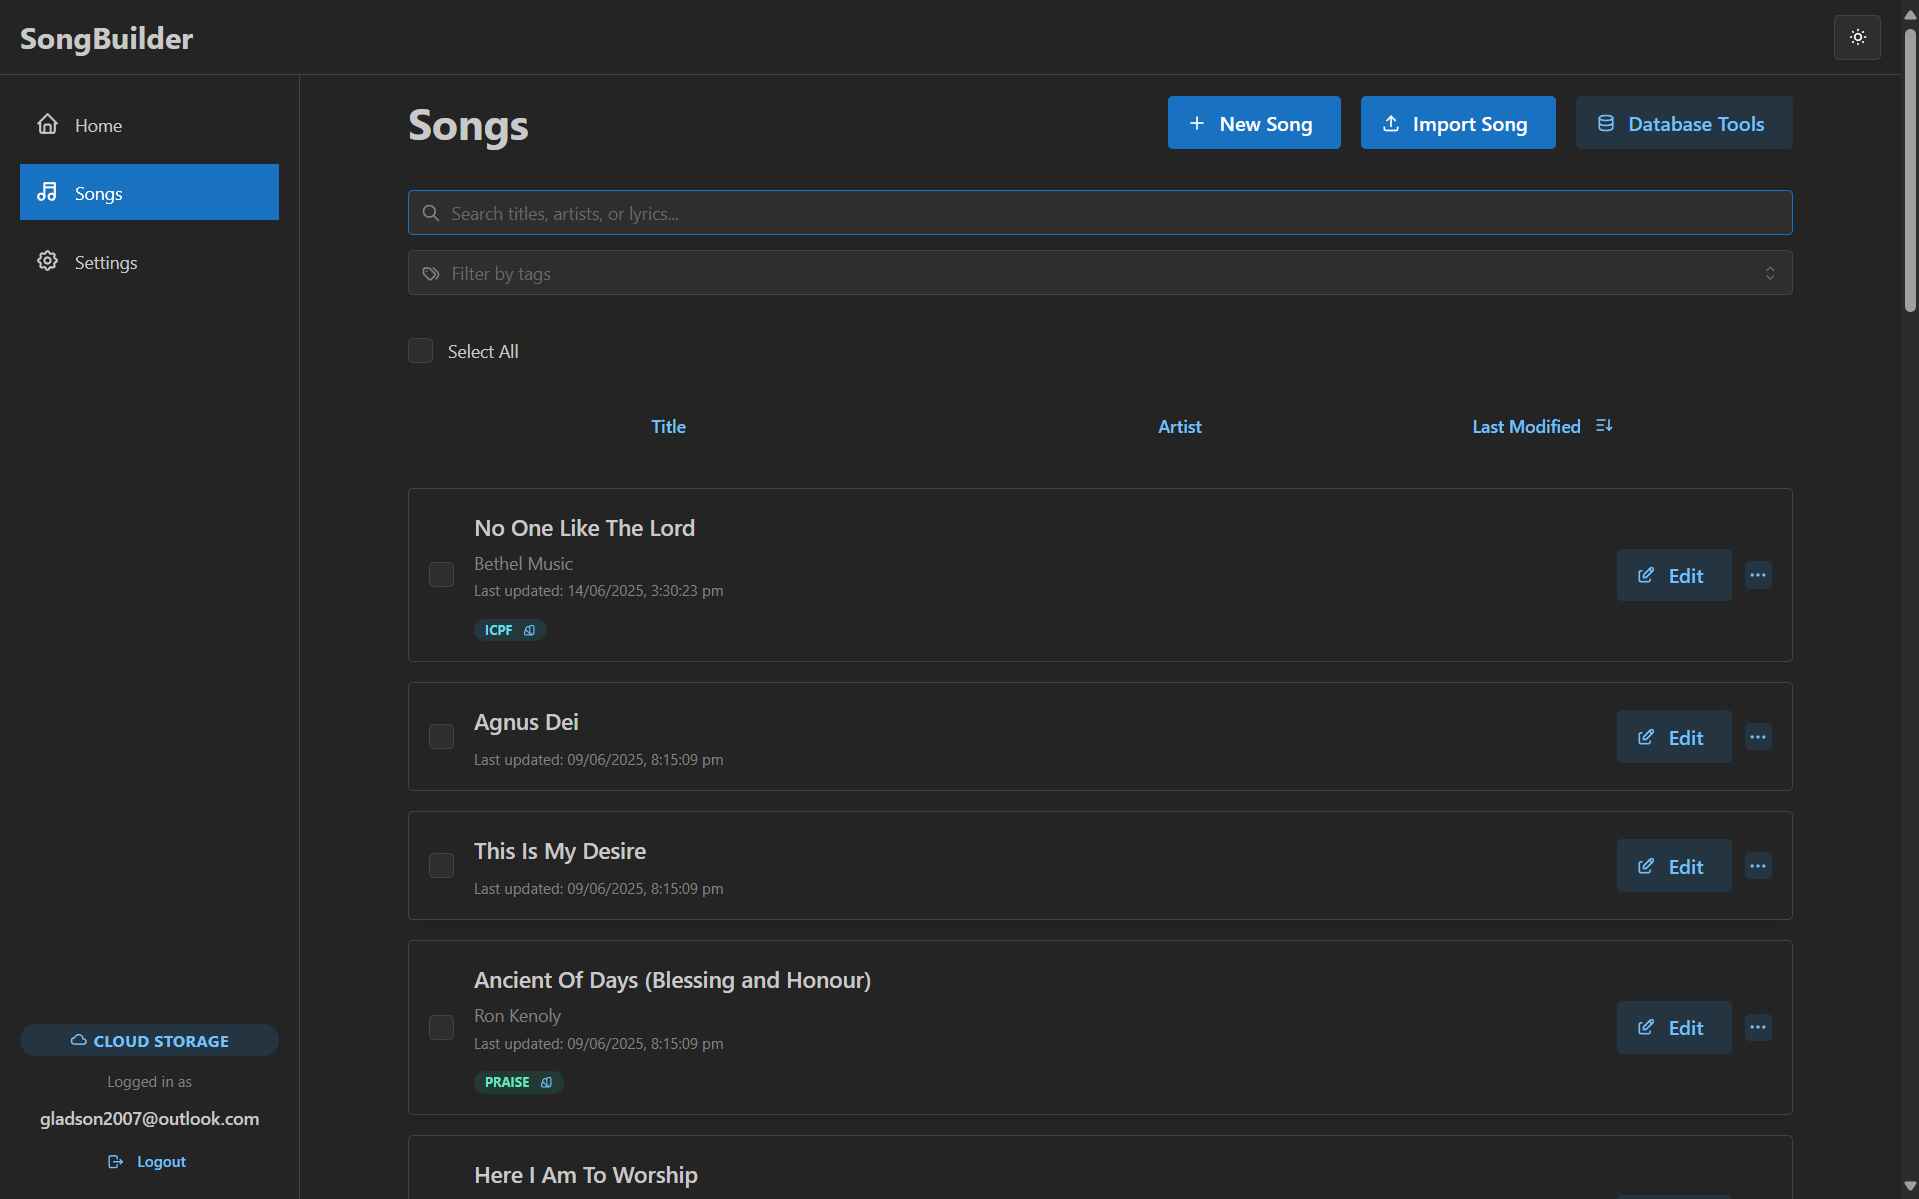 SongBuilder
Home
Songs
Settings
CLOUD STORAGE
Logged in as
gladson2007@outlook.com
Logout
Songs
New Song
Import Song
Database Tools
Search titles, artists, or lyrics...
Filter by tags
Select All
Title
Artist
Last Modified
No One Like The Lord
Bethel Music
Last updated: 14/06/2025, 3:30:23 pm
ICPF
Edit
Agnus Dei
Last updated: 09/06/2025, 8:15:09 pm
Edit
This Is My Desire
Last updated: 09/06/2025, 8:15:09 pm
Edit
Ancient Of Days (Blessing and Honour)
Ron Kenoly
Last updated: 09/06/2025, 8:15:09 pm
PRAISE
Edit
Here I Am To Worship